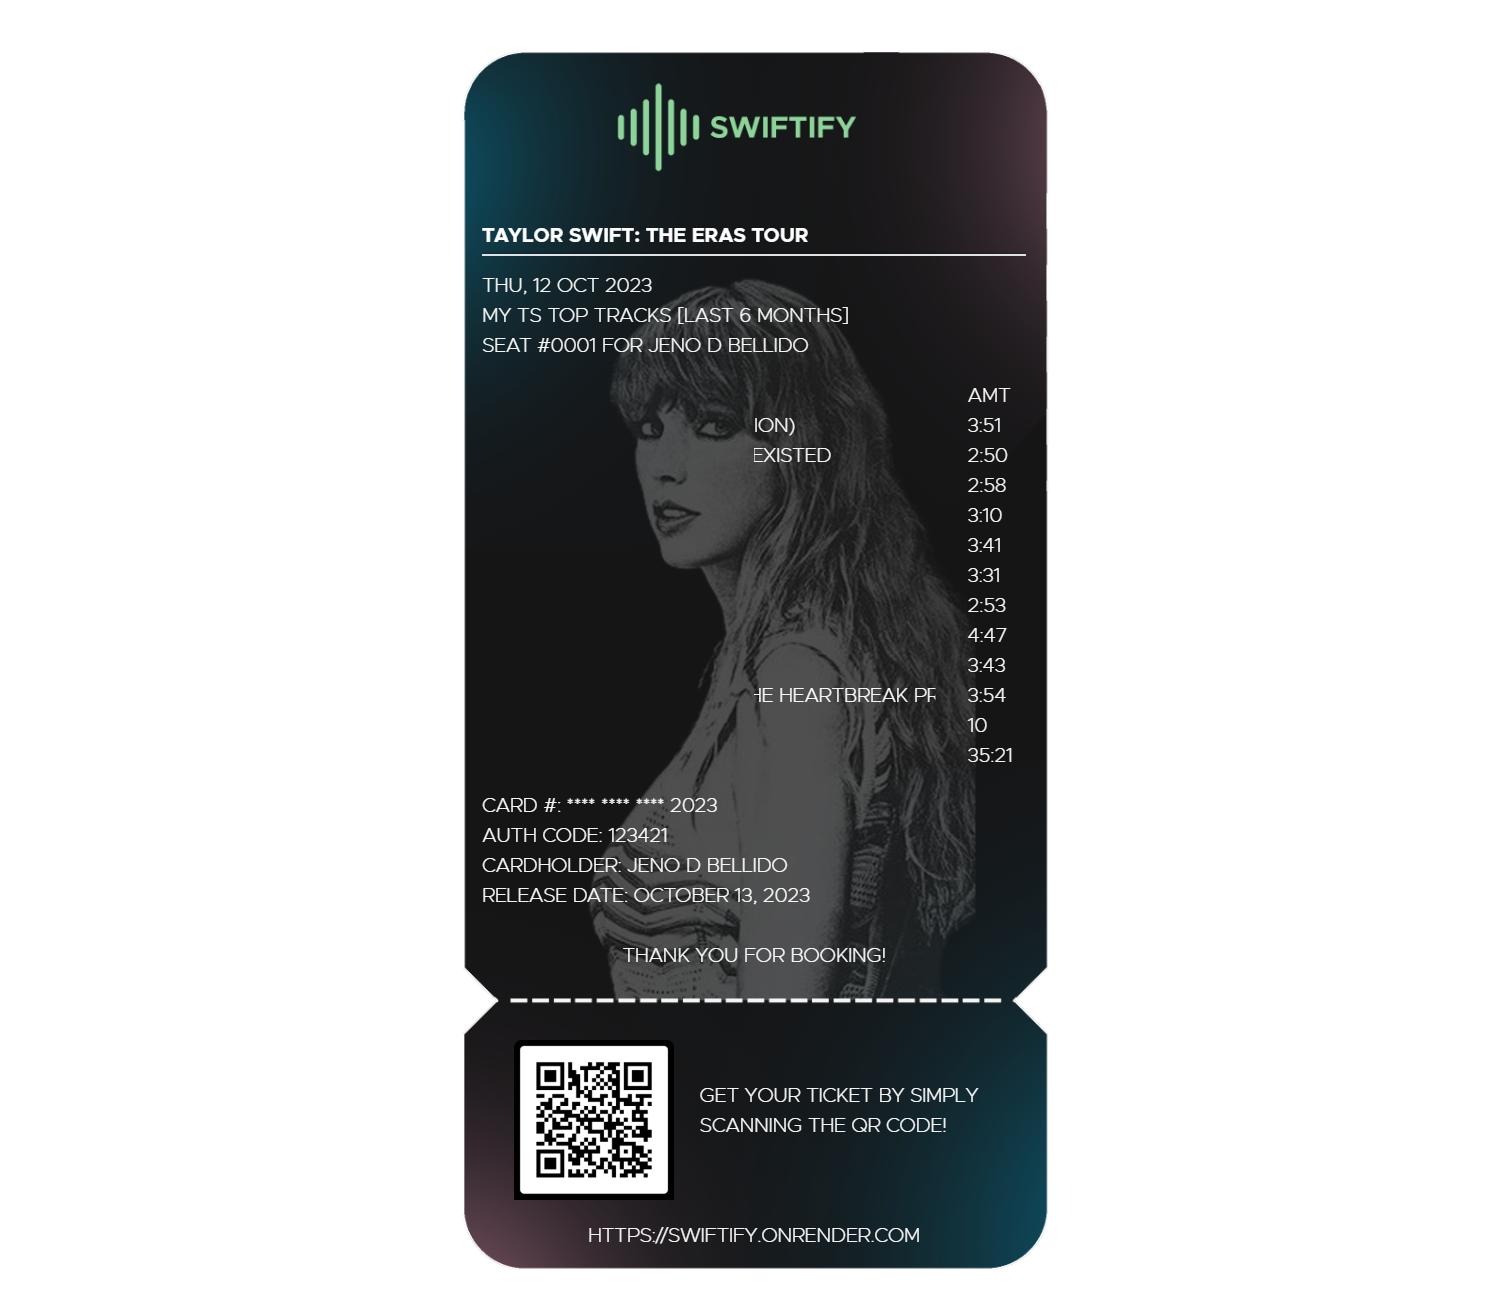 SWIFTIFY
TAYLOR SWIFT: THE ERAS TOUR
THU, 12 OCT 2023
MY TS TOP TRACKS [LAST 6 MONTHS]
SEAT #0001 FOR JENO D BELLIDO
AMT
ION) 3:51
EXISTED 2:50
2:58
3:10
3:41
3:31
2:53
4:47
3:43
HEARTBREAK 3:54
10
35:21
CARD #: **** **** **** 2023
AUTH CODE: 123421
CARDHOLDER: JENO D BELLIDO
RELEASE DATE: OCTOBER 13, 2023
THANK YOU FOR BOOKING!
GET YOUR TICKET BY SIMPLY
SCANNING THE QR CODE!
HTTPS://SWIFTIFY.ONRENDER.COM